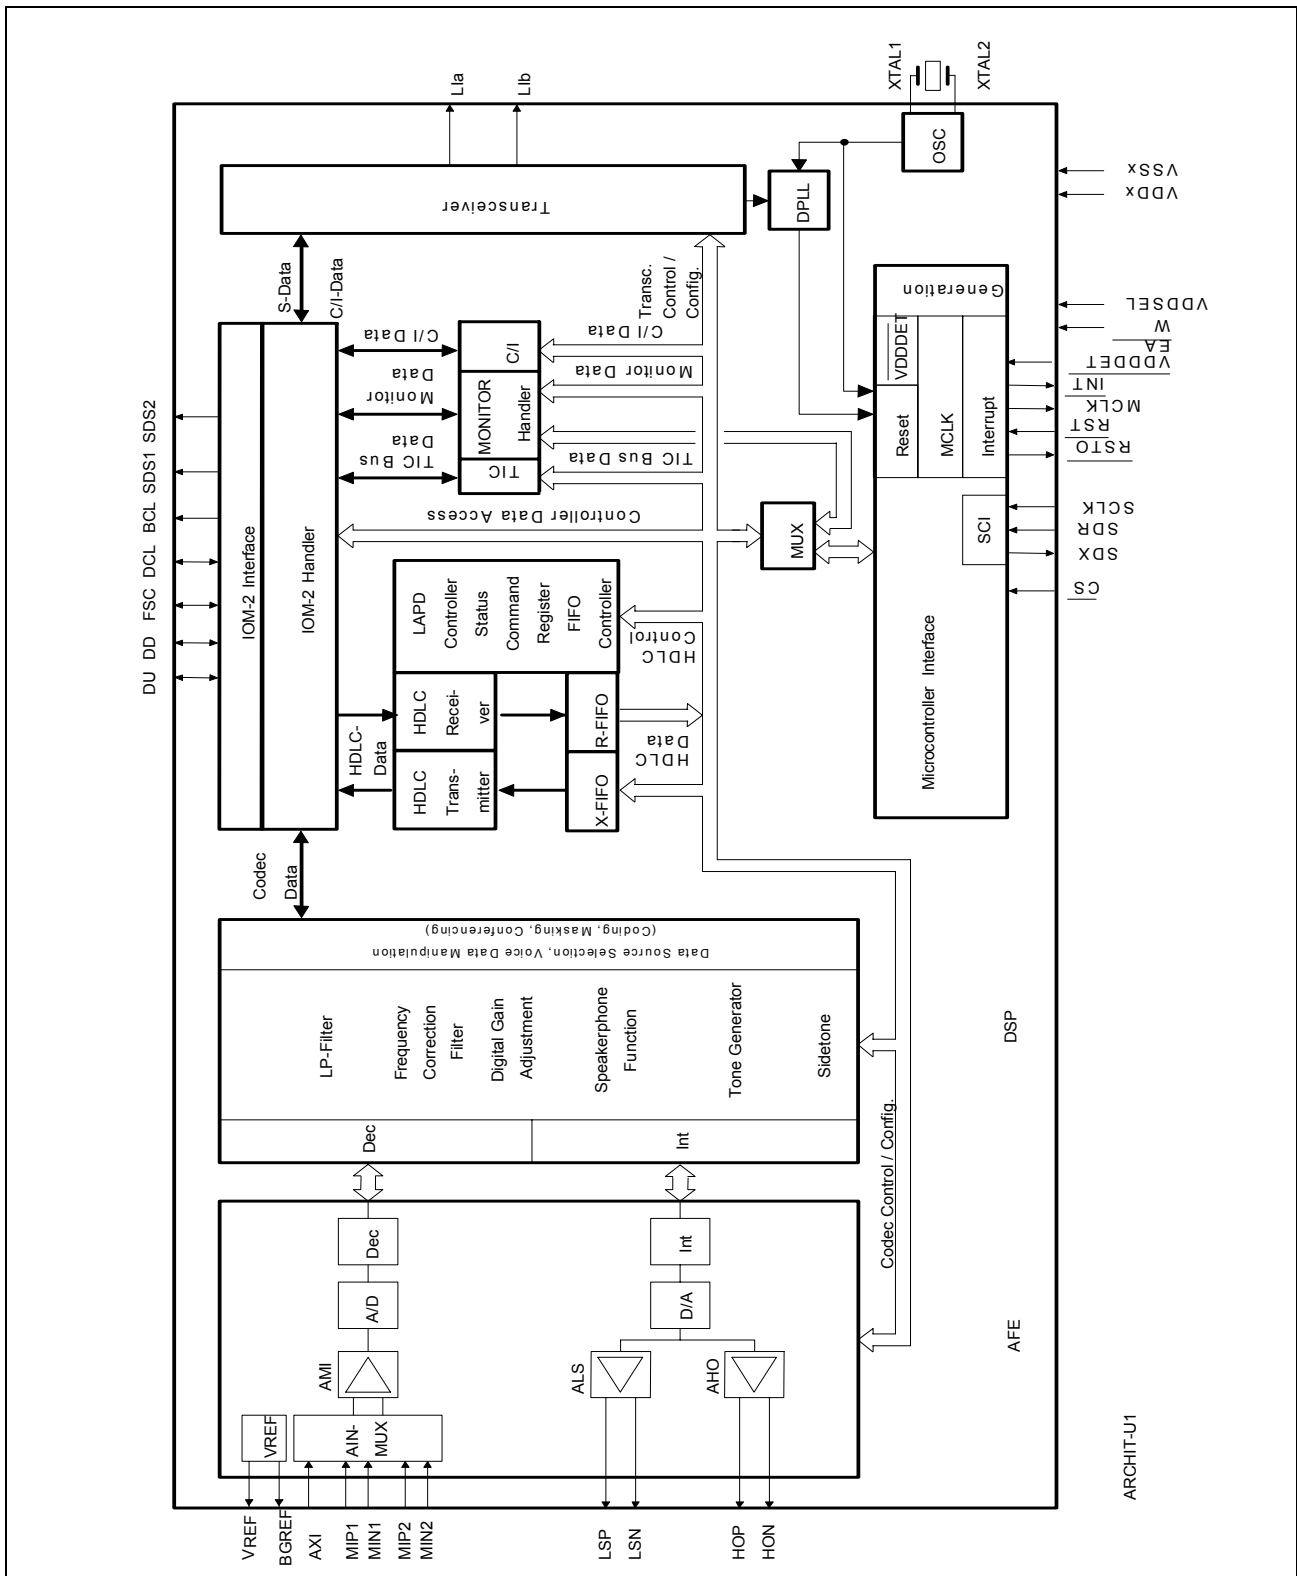 XTAL1
XTAL2
OSC
LIa
LIb
Transceiver
DPLL
VSSx
VDDx
VDDSEL
W
EA
VDDDET
INT
MCLK
RST
RSTO
SCLK
SDR
SDX
CS
Generation
VDDDET
Reset
MCLK
Interrupt
SCI
Microcontroller Interface
MUX
S-Data
C/I-Data
Transc.
Control /
Config.
SDS2
SDS1
BCL
DCL
FSC
DD
DU
IOM-2 Interface
IOM-2 Handler
C/I Data
Monitor
Data
TIC Bus
Data
C/I
MONITOR
Handler
TIC
C/I Data
Monitor Data
TIC Bus Data
Controller Data Access
LAPD
Controller
Status
Command
Register
FIFO
Controller
HDLC
Control
HDLC
Receiver
R-FIFO
HDLC
Data
HDLC-
Data
HDLC
Trans-
mitter
X-FIFO
Codec
Data
Data Source Selection, Voice Data Manipulation
(Coding, Masking, Conferencing)
LP-Filter
Frequency
Correction
Filter
Digital Gain
Adjustment
Speakerphone
Function
Tone Generator
Sidetone
DSP
Dec
Int
Codec Control / Config.
Dec
A/D
AMI
AIN-
MUX
VREF
Int
D/A
ALS
AHO
AFE
VREF
BGREF
AXI
MIP1
MIN1
MIP2
MIN2
LSP
LSN
HOP
HON
ARCHIT-U1